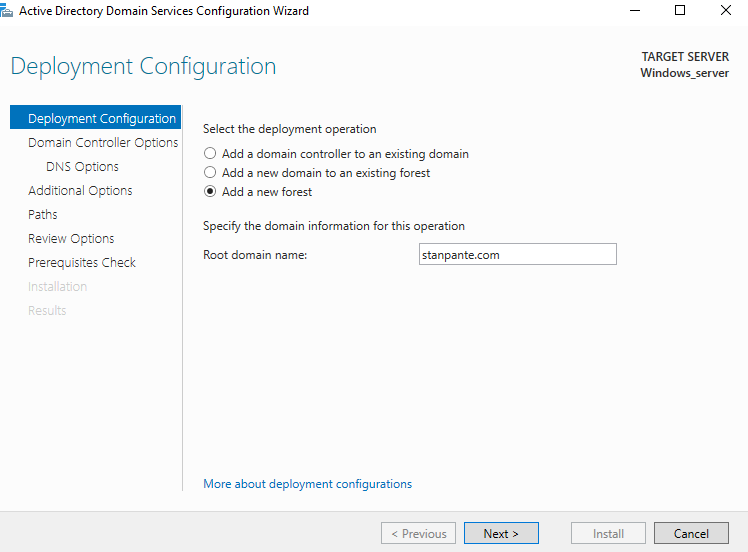 Active Directory Domain Services Configuration Wizard
Deployment Configuration
TARGET SERVER
Windows_server
Deployment Configuration
Domain Controller Options
DNS Options
Additional Options
Paths
Review Options
Prerequisites Check
Installation
Results
Select the deployment operation
Add a domain controller to an existing domain
Add a new domain to an existing forest
Add a new forest
Specify the domain information for this operation
Root domain name: stanpante.com
More about deployment configurations
< Previous Next > Install Cancel